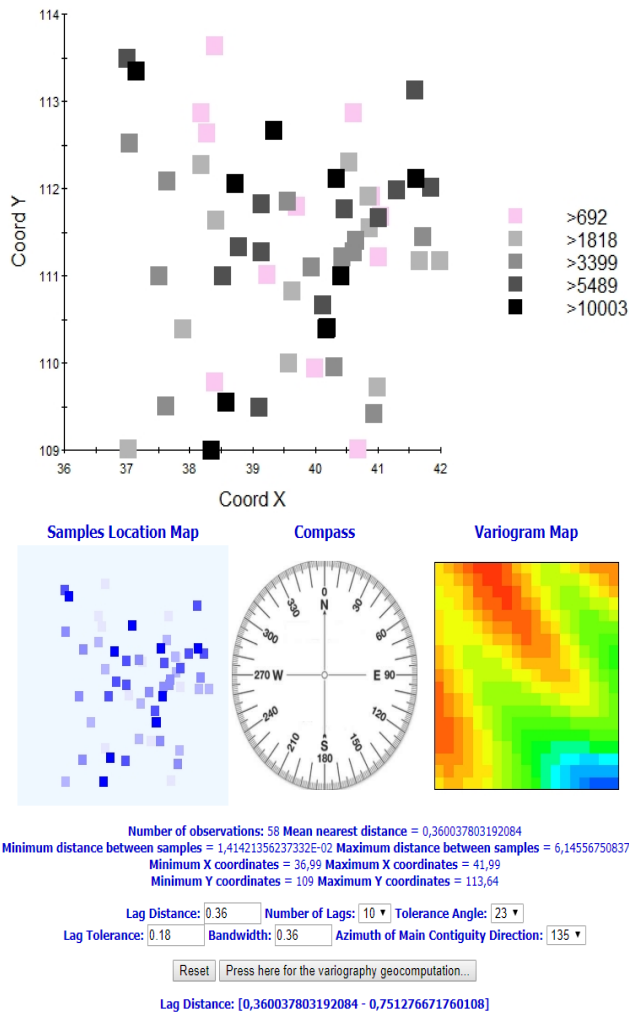 114
113
112
111
110
109
Coord Y
36 37 38 39 40 41 42
Coord X
>692
>1818
>3399
>5489
>10003
Samples Location Map Compass Variogram Map
0
N
30
60
E 90
120
150
S
180
210
240
270 W
300
330
Number of observations: 58 Mean nearest distance = 0,360037803192084
Minimum distance between samples = 1,41421356237332E-02 Maximum distance between samples = 6,14556750837
Minimum X coordinates = 36,99 Maximum X coordinates = 41,99
Minimum Y coordinates = 109 Maximum Y coordinates = 113,64
Lag Distance: 0.36 Number of Lags: 10 Tolerance Angle: 23
Lag Tolerance: 0.18 Bandwidth: 0.36 Azimuth of Main Contiguity Direction: 135
Reset Press here for the variography geocomputation...
Lag Distance: [0,360037803192084 - 0,751276671760108]